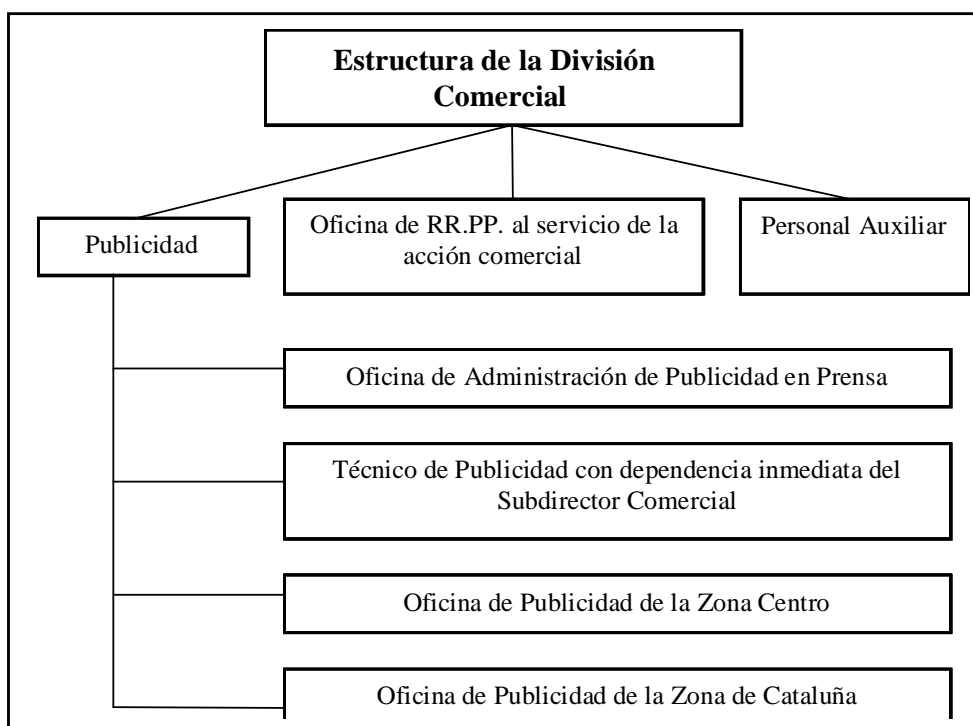 Estructura de la División
Comercial
Publicidad
Oficina de RR.PP. al servicio de la
acción comercial
Personal Auxiliar
Oficina de Administración de Publicidad en Prensa
Técnico de Publicidad con dependencia inmediata del
Subdirector Comercial
Oficina de Publicidad de la Zona Centro
Oficina de Publicidad de la Zona de Cataluña